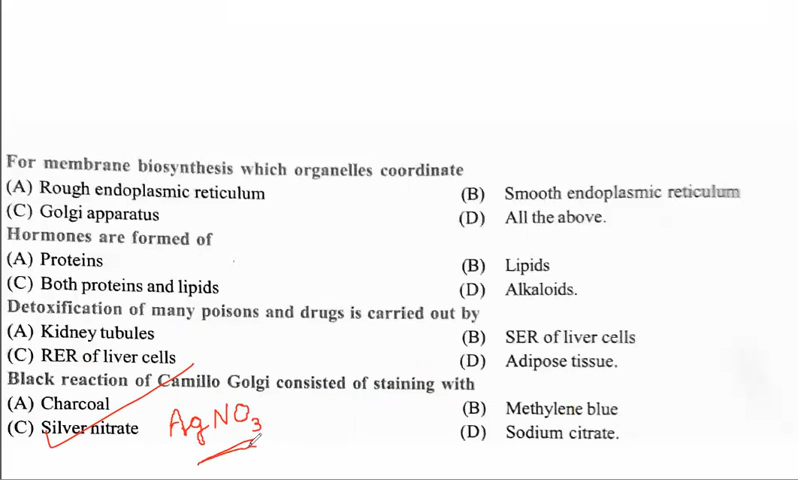 For membrane biosynthesis which organelles coordinate
(A) Rough endoplasmic reticulum (B) Smooth endoplasmic reticulum
(C) Golgi apparatus (D) All the above.
Hormones are formed of
(A) Proteins (B) Lipids
(C) Both proteins and lipids (D) Alkaloids.
Detoxification of many poisons and drugs is carried out by
(A) Kidney tubules (B) SER of liver cells
(C) RER of liver cells (D) Adipose tissue.
Black reaction of Camillo Golgi consisted of staining with
(A) Charcoal (B) Methylene blue
(C) Silver nitrate AgNO3 (D) Sodium citrate.